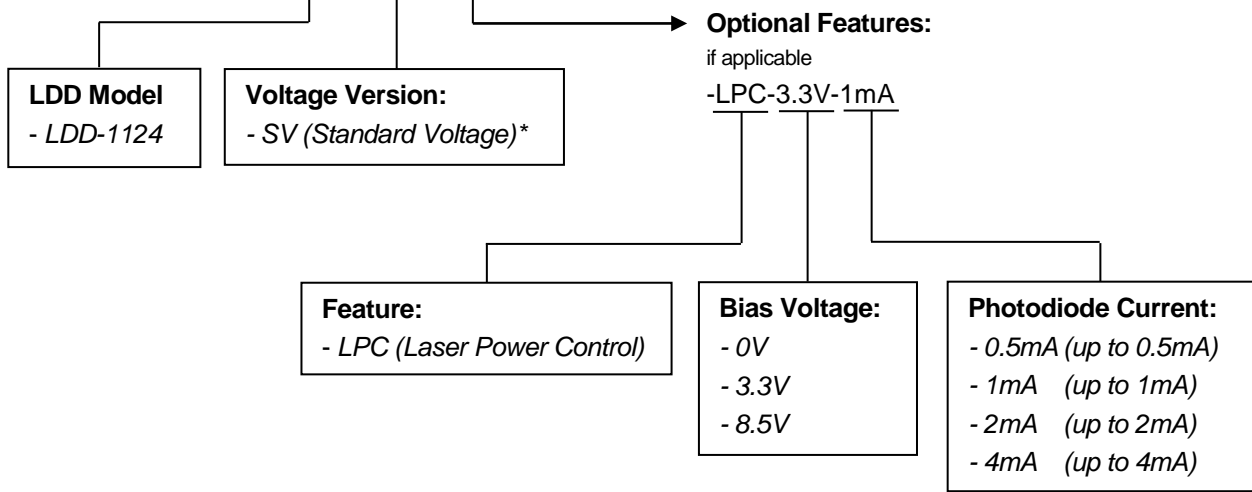 Optional Features:
if applicable
-LPC-3.3V-1mA
LDD Model
- LDD-1124
Voltage Version:
- SV (Standard Voltage)*
Feature:
- LPC (Laser Power Control)
Bias Voltage:
- 0V
- 3.3V
- 8.5V
Photodiode Current:
- 0.5mA (up to 0.5mA)
- 1mA (up to 1mA)
- 2mA (up to 2mA)
- 4mA (up to 4mA)